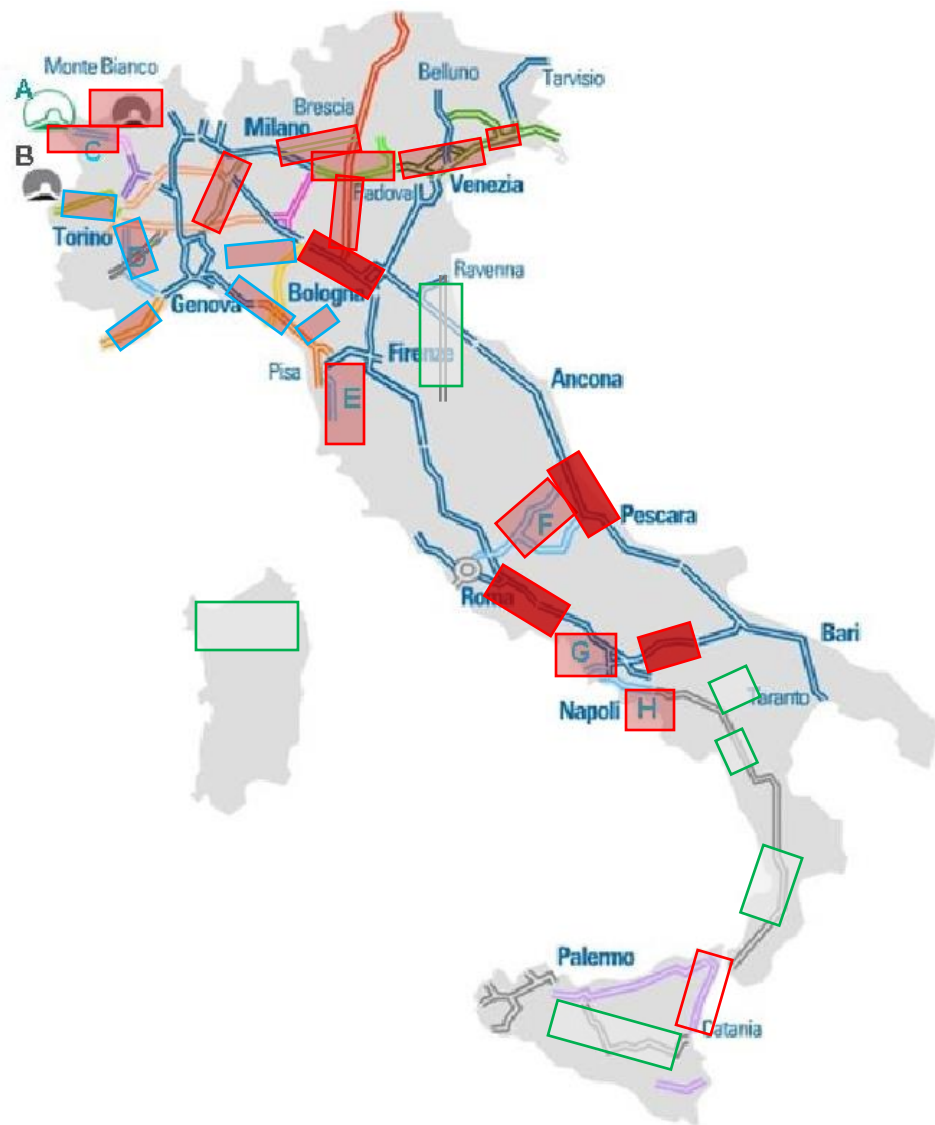 Monte Bianco
Belluno
Tarvisio
A
Brescia
Milano
C
B
Padova
Venezia
Torino
Ravenna
Genova
Bologna
Firenze
Pisa
Ancona
E
F
Pescara
Roma
G
Bari
Napoli
H
Taranto
Palermo
Catania